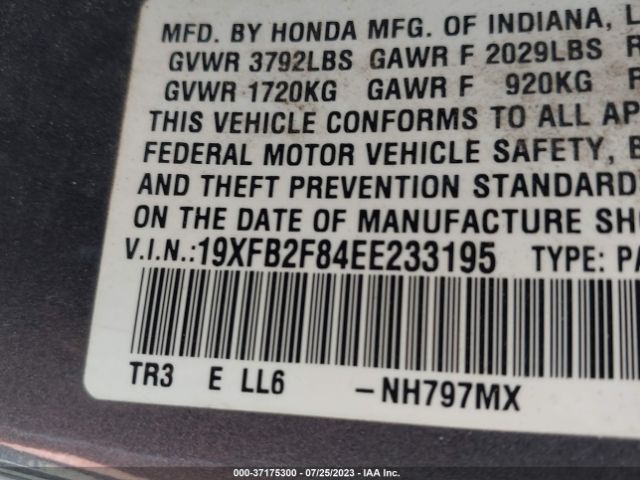 MFD. BY HONDA MFG. OF INDIANA, L
GVWR 3792LBS GAWR F 2029LBS R
GVWR 1720KG GAWR F 920KG
THIS VEHICLE CONFORMS TO ALL AP
FEDERAL MOTOR VEHICLE SAFETY, B
AND THEFT PREVENTION STANDARD
ON THE DATE OF MANUFACTURE SH
V.I.N.:19XFB2F84EE233195 TYPE: PA
TR3 E LL6 -NH797MX
000-37175300 - 07/25/2023 - IAA Inc.